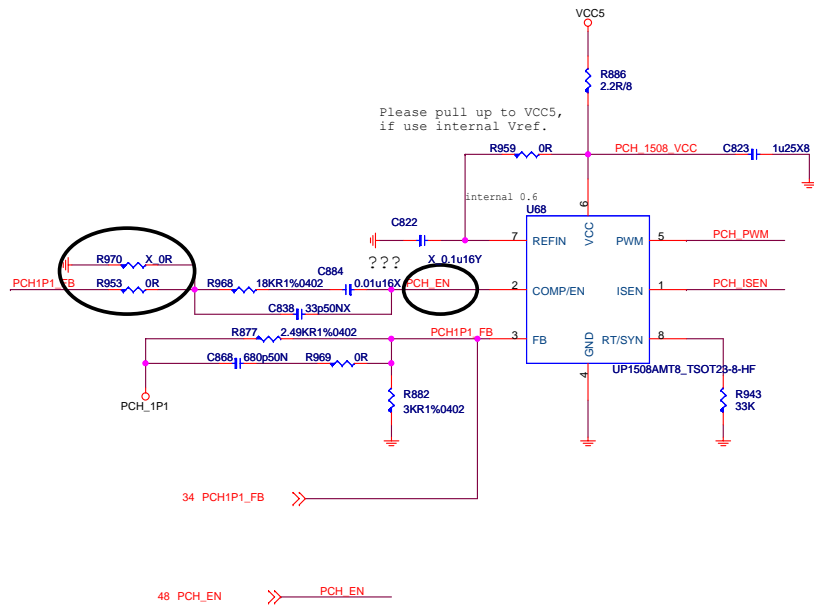 VCC5
R886
2.2R/8
Please pull up to VCC5,
if use internal Vref.
R959 0R
PCH_1508_VCC
C823 1u25X8
internal 0.6
U68
6
C822
VCC
7 REFIN
PWM 5 PCH_PWM
???
X_0.1u16Y
R970 X_0R
C884
PCH1P1_FB
R953 0R
R968 18KR1%0402
0.01u16X
PCH_EN
2 COMP/EN
ISEN 1 PCH_ISEN
C838 33p50NX
R877 2.49KR1%0402
PCH1P1_FB
3 FB
GND
RT/SYN 8
C868 680p50N
R969 0R
4
UP1508AMT8_TSOT23-8-HF
PCH_1P1
R882
3KR1%0402
R943
33K
34 PCH1P1_FB
48 PCH_EN
PCH_EN